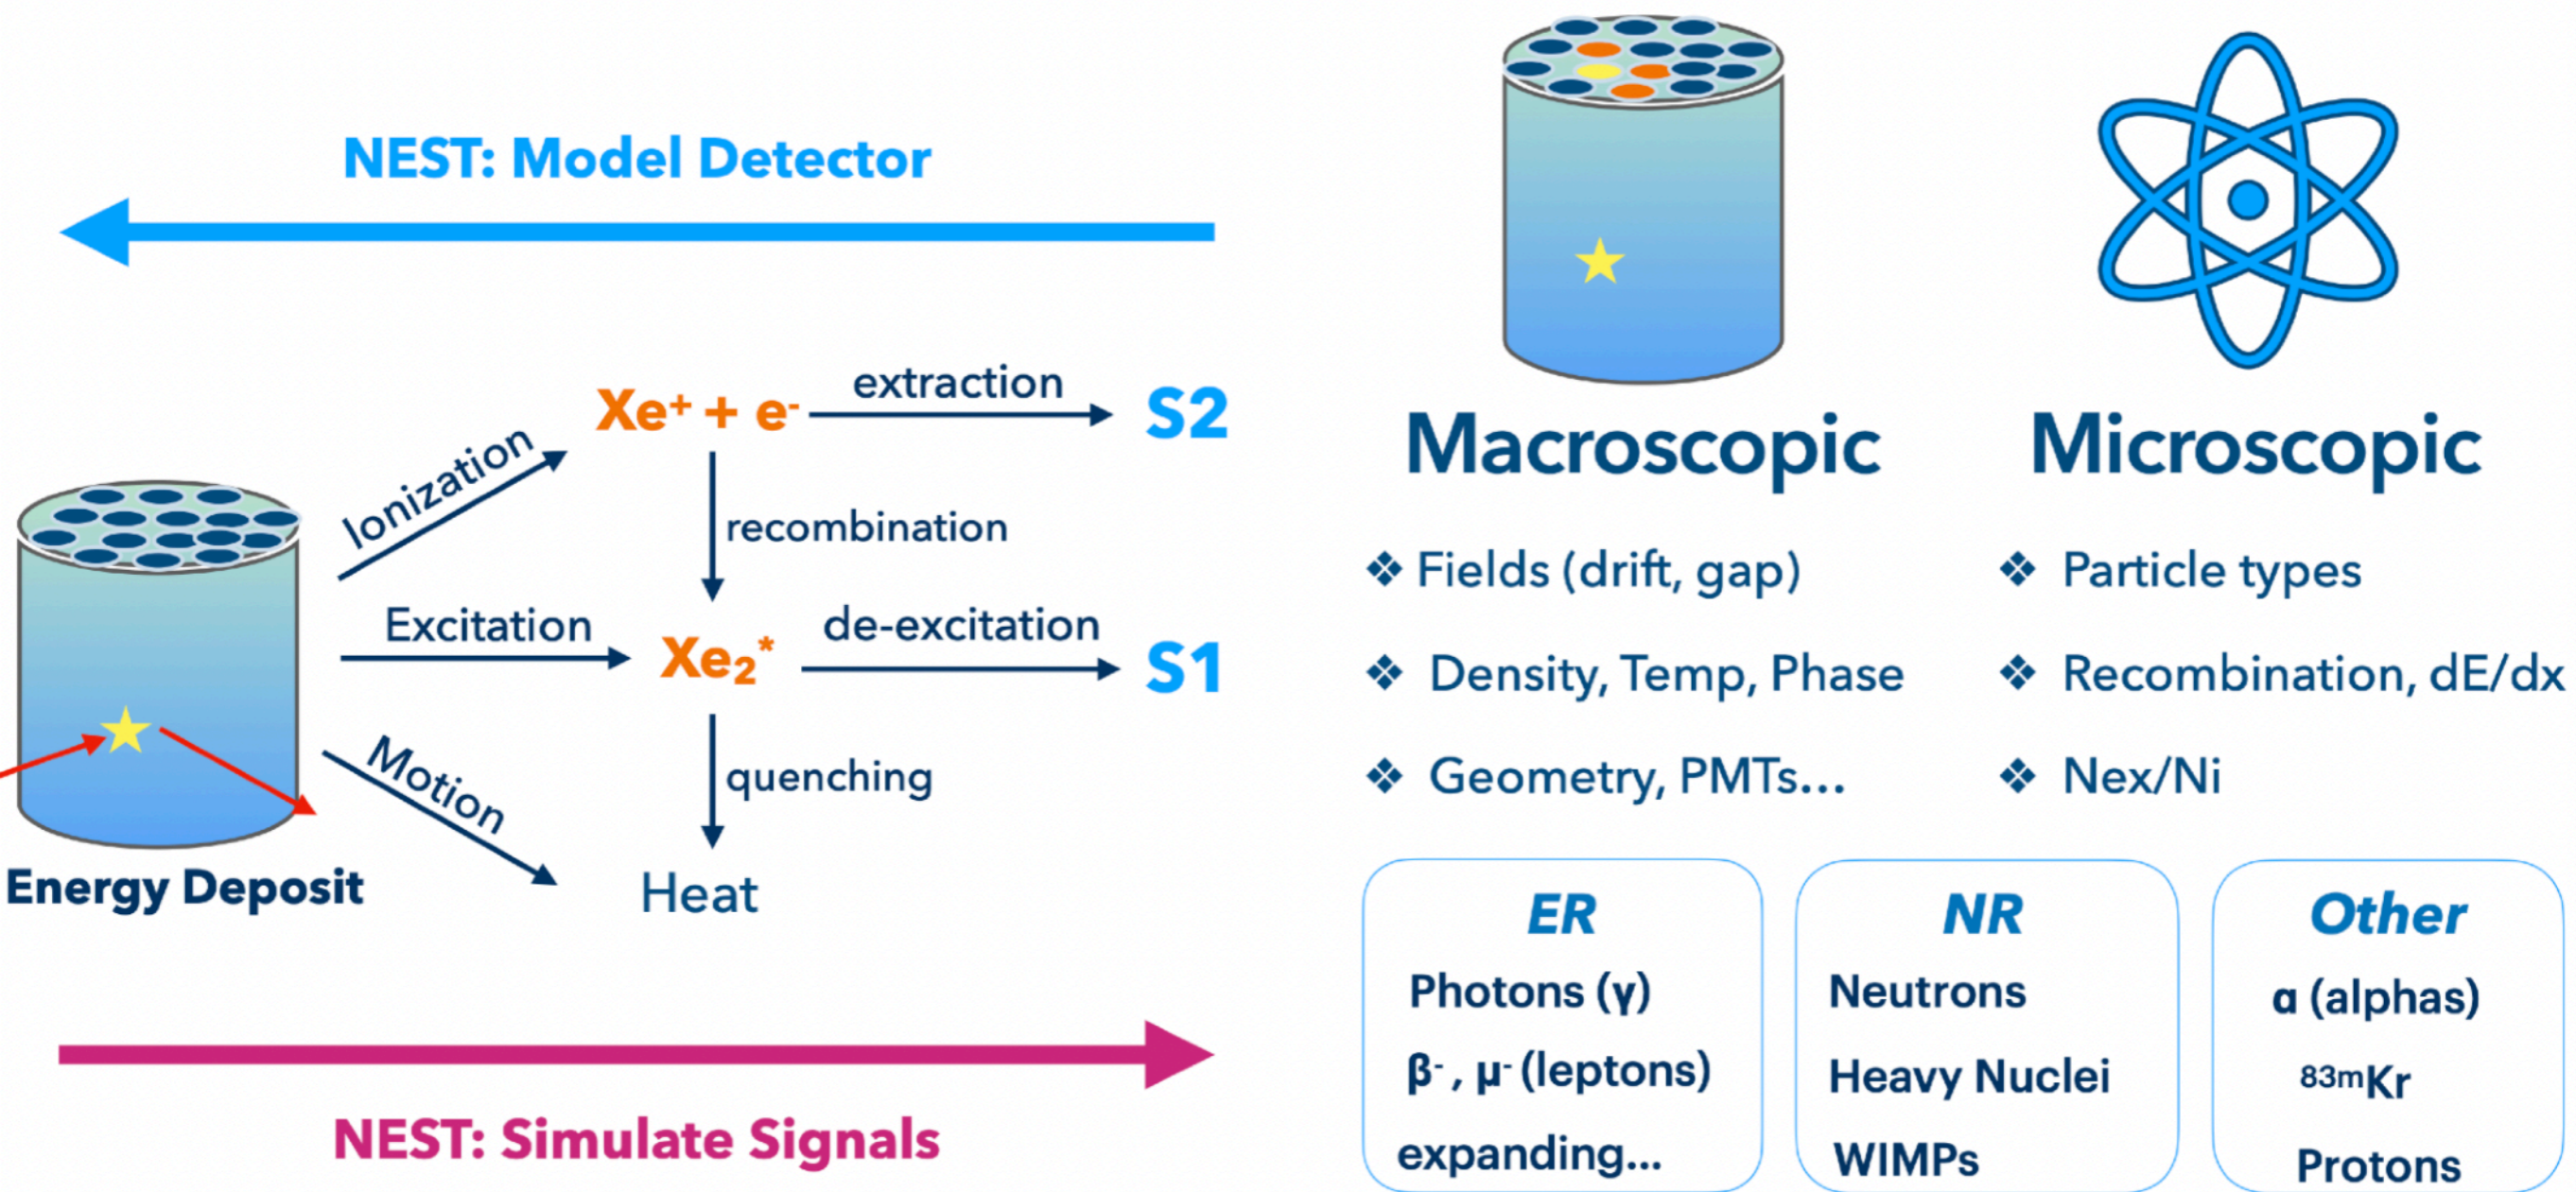 NEST: Model Detector
Xe⁺ + e⁻
extraction
S2
Ionization
recombination
Excitation
Xe₂*
de-excitation
S1
Motion
quenching
Energy Deposit
Heat
NEST: Simulate Signals
Macroscopic
❖ Fields (drift, gap)
❖ Density, Temp, Phase
❖ Geometry, PMTs...
Microscopic
❖ Particle types
❖ Recombination, dE/dx
❖ Nex/Ni
ER
Photons (γ)
β⁻, μ⁻ (leptons)
expanding...
NR
Neutrons
Heavy Nuclei
WIMPs
Other
α (alphas)
⁸³ᵐKr
Protons